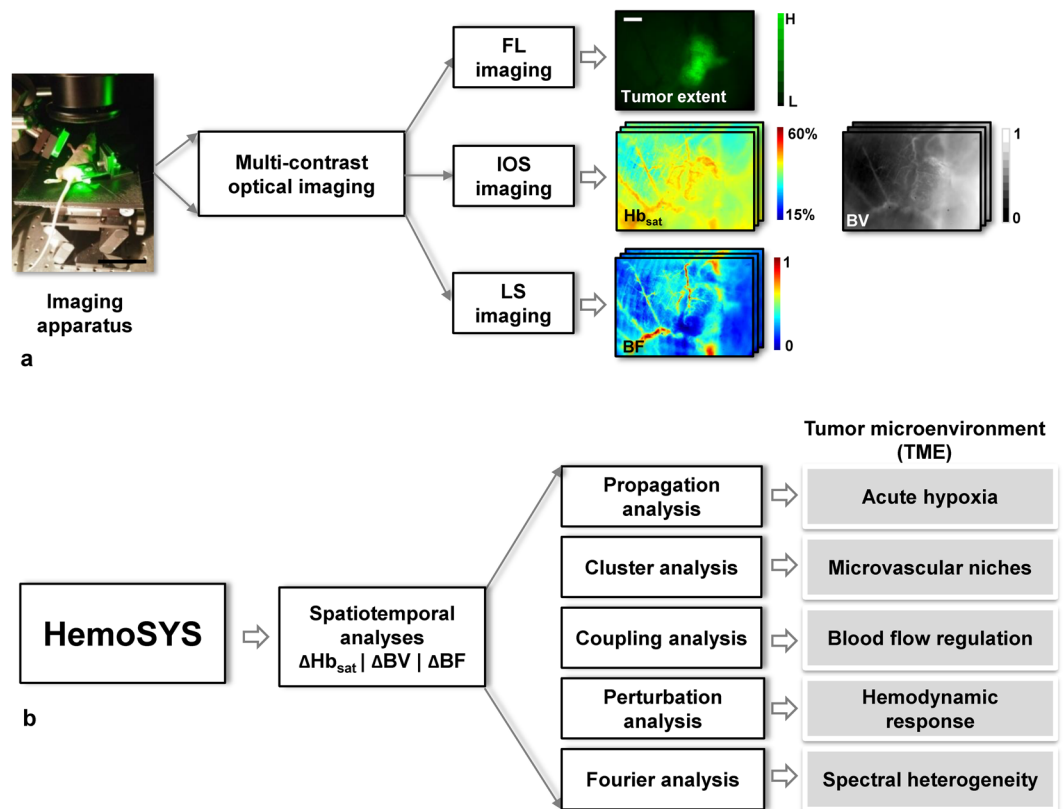 FL
imaging
Tumor extent
H
L
Multi-contrast
optical imaging
IOS
imaging
Hbsat
60%
15%
BV
1
0
LS
imaging
BF
1
0
Imaging
apparatus
a
Tumor microenvironment
(TME)
HemoSYS
Spatiotemporal
analyses
ΔHbsat | ΔBV | ΔBF
Propagation
analysis
Acute hypoxia
Cluster analysis
Microvascular niches
Coupling analysis
Blood flow regulation
Perturbation
analysis
Hemodynamic
response
Fourier analysis
Spectral heterogeneity
b